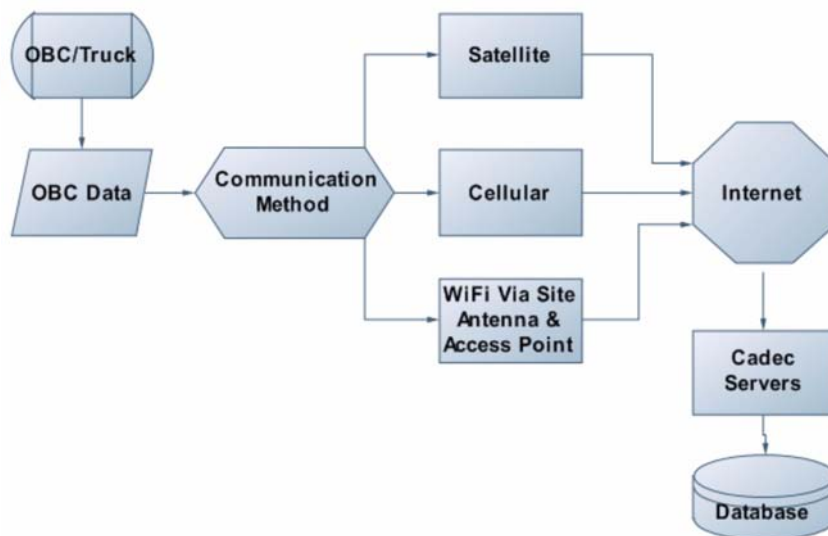 OBC/Truck
OBC Data
Communication
Method
Satellite
Cellular
WiFi Via Site
Antenna &
Access Point
Internet
Cadec
Servers
Database